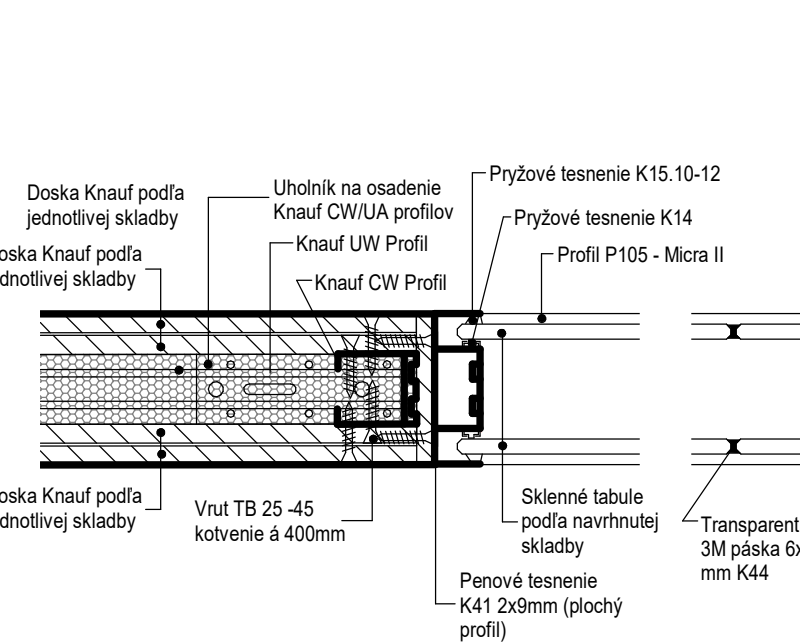 Doska Knauf podľa
jednotlivej skladby
Uholník na osadenie
Knauf CW/UA profilov
Knauf UW Profil
Knauf CW Profil
Pryžové tesnenie K15.10-12
Pryžové tesnenie K14
Profil P105 - Micra II
oska Knauf podľa
dnotlivej skladby
oska Knauf podľa
dnotlivej skladby
Vrut TB 25 -45
kotvenie á 400mm
Sklenné tabule
podľa navrhnutej
skladby
Transparent
3M páska 6x
mm K44
Penové tesnenie
K41 2x9mm (plochý
profil)